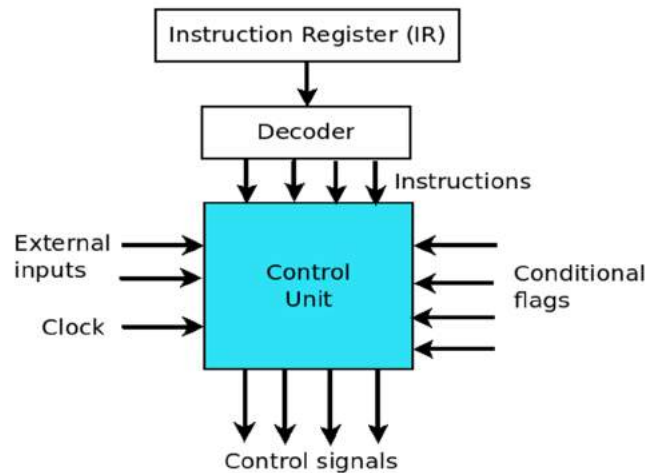 Instruction Register (IR)
Decoder
Instructions
External
inputs
Control
Unit
Conditional
flags
Clock
Control signals